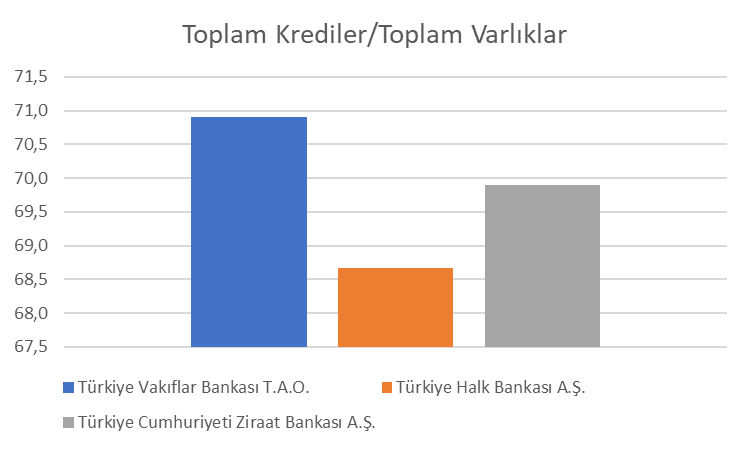 Toplam Krediler/Toplam Varlıklar
71,5
71,0
70,5
70,0
69,5
69,0
68,5
68,0
67,5
Türkiye Vakıflar Bankası T.A.O.
Türkiye Halk Bankası A.Ş.
Türkiye Cumhuriyeti Ziraat Bankası A.Ş.